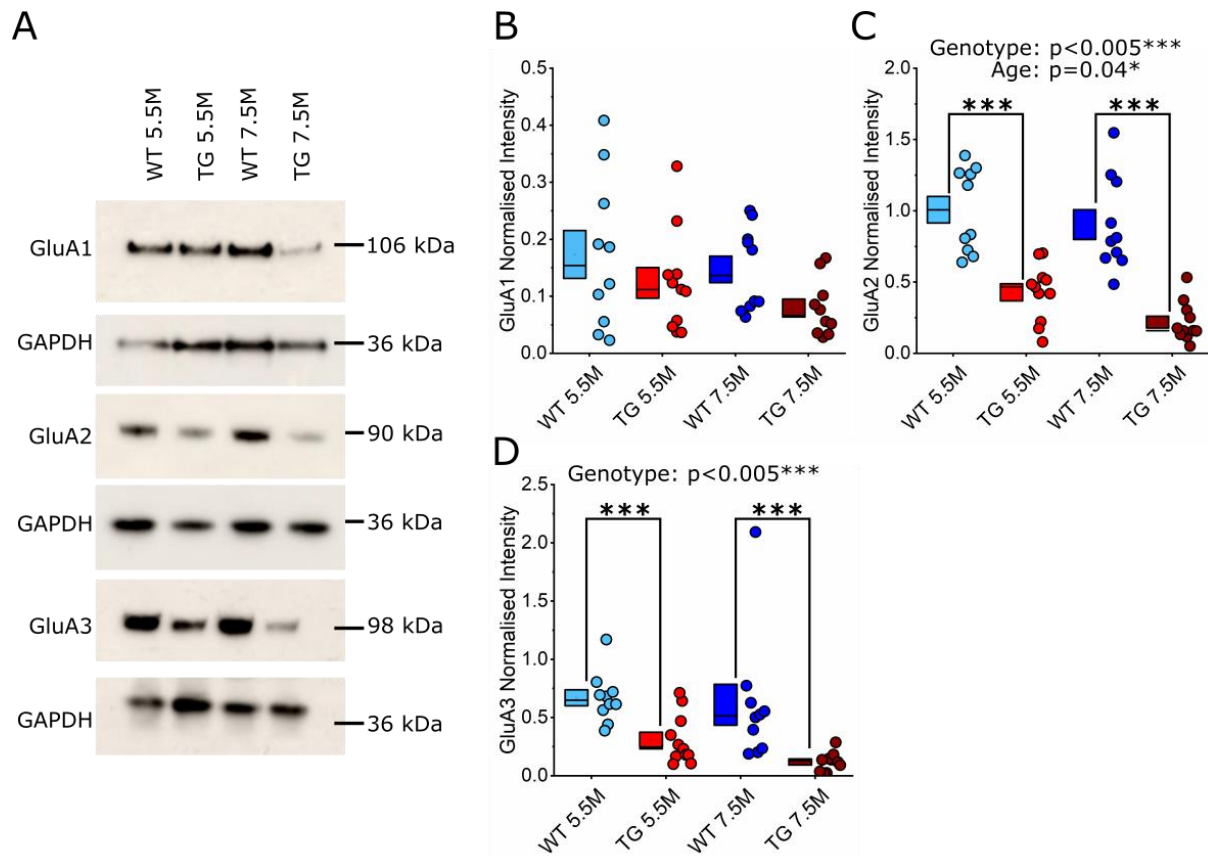 A
WT 5.5M
TG 5.5M
WT 7.5M
TG 7.5M
GluA1
106 kDa
GAPDH
36 kDa
GluA2
90 kDa
GAPDH
36 kDa
GluA3
98 kDa
GAPDH
36 kDa
B
GluA1 Normalised Intensity
0.5
0.4
0.3
0.2
0.1
0.0
WT 5.5M
TG 5.5M
WT 7.5M
TG 7.5M
C
Genotype: p<0.005***
Age: p=0.04*
GluA2 Normalised Intensity
2.0
1.5
1.0
0.5
0.0
***
***
WT 5.5M
TG 5.5M
WT 7.5M
TG 7.5M
D
Genotype: p<0.005***
GluA3 Normalised Intensity
2.5
2.0
1.5
1.0
0.5
0.0
***
***
WT 5.5M
TG 5.5M
WT 7.5M
TG 7.5M